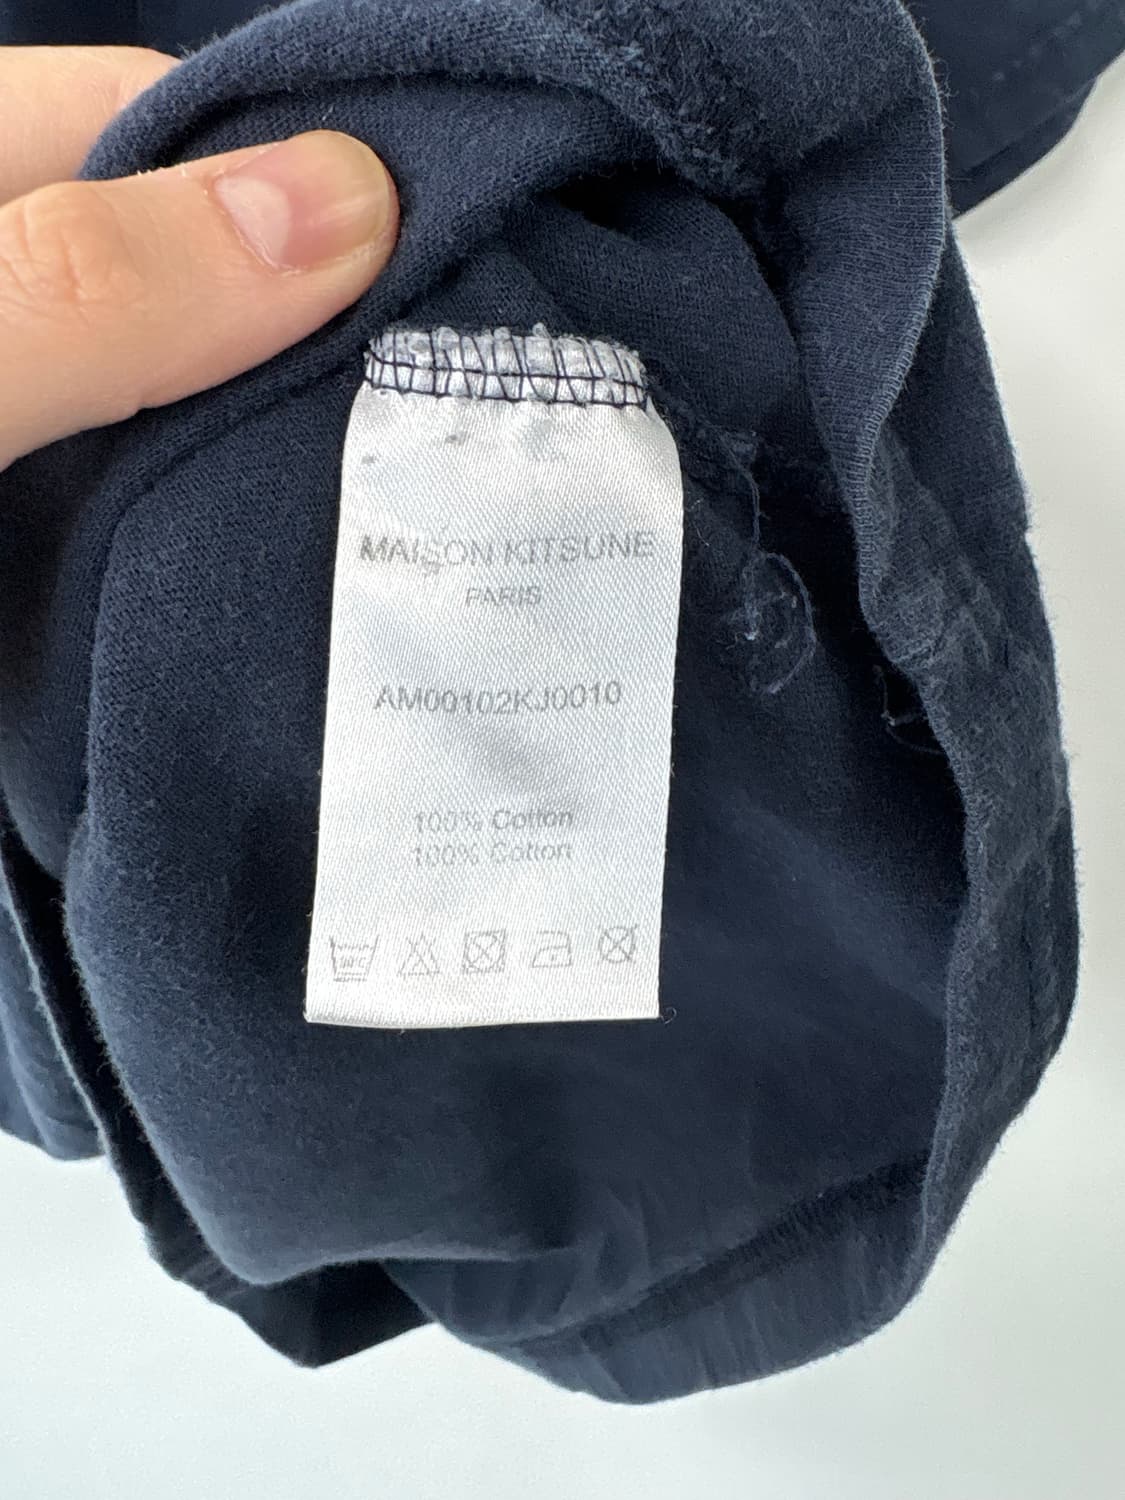 MAISON KITSUNE
PARIS
AM00102KJ0010
100% Cotton
100% Cotton